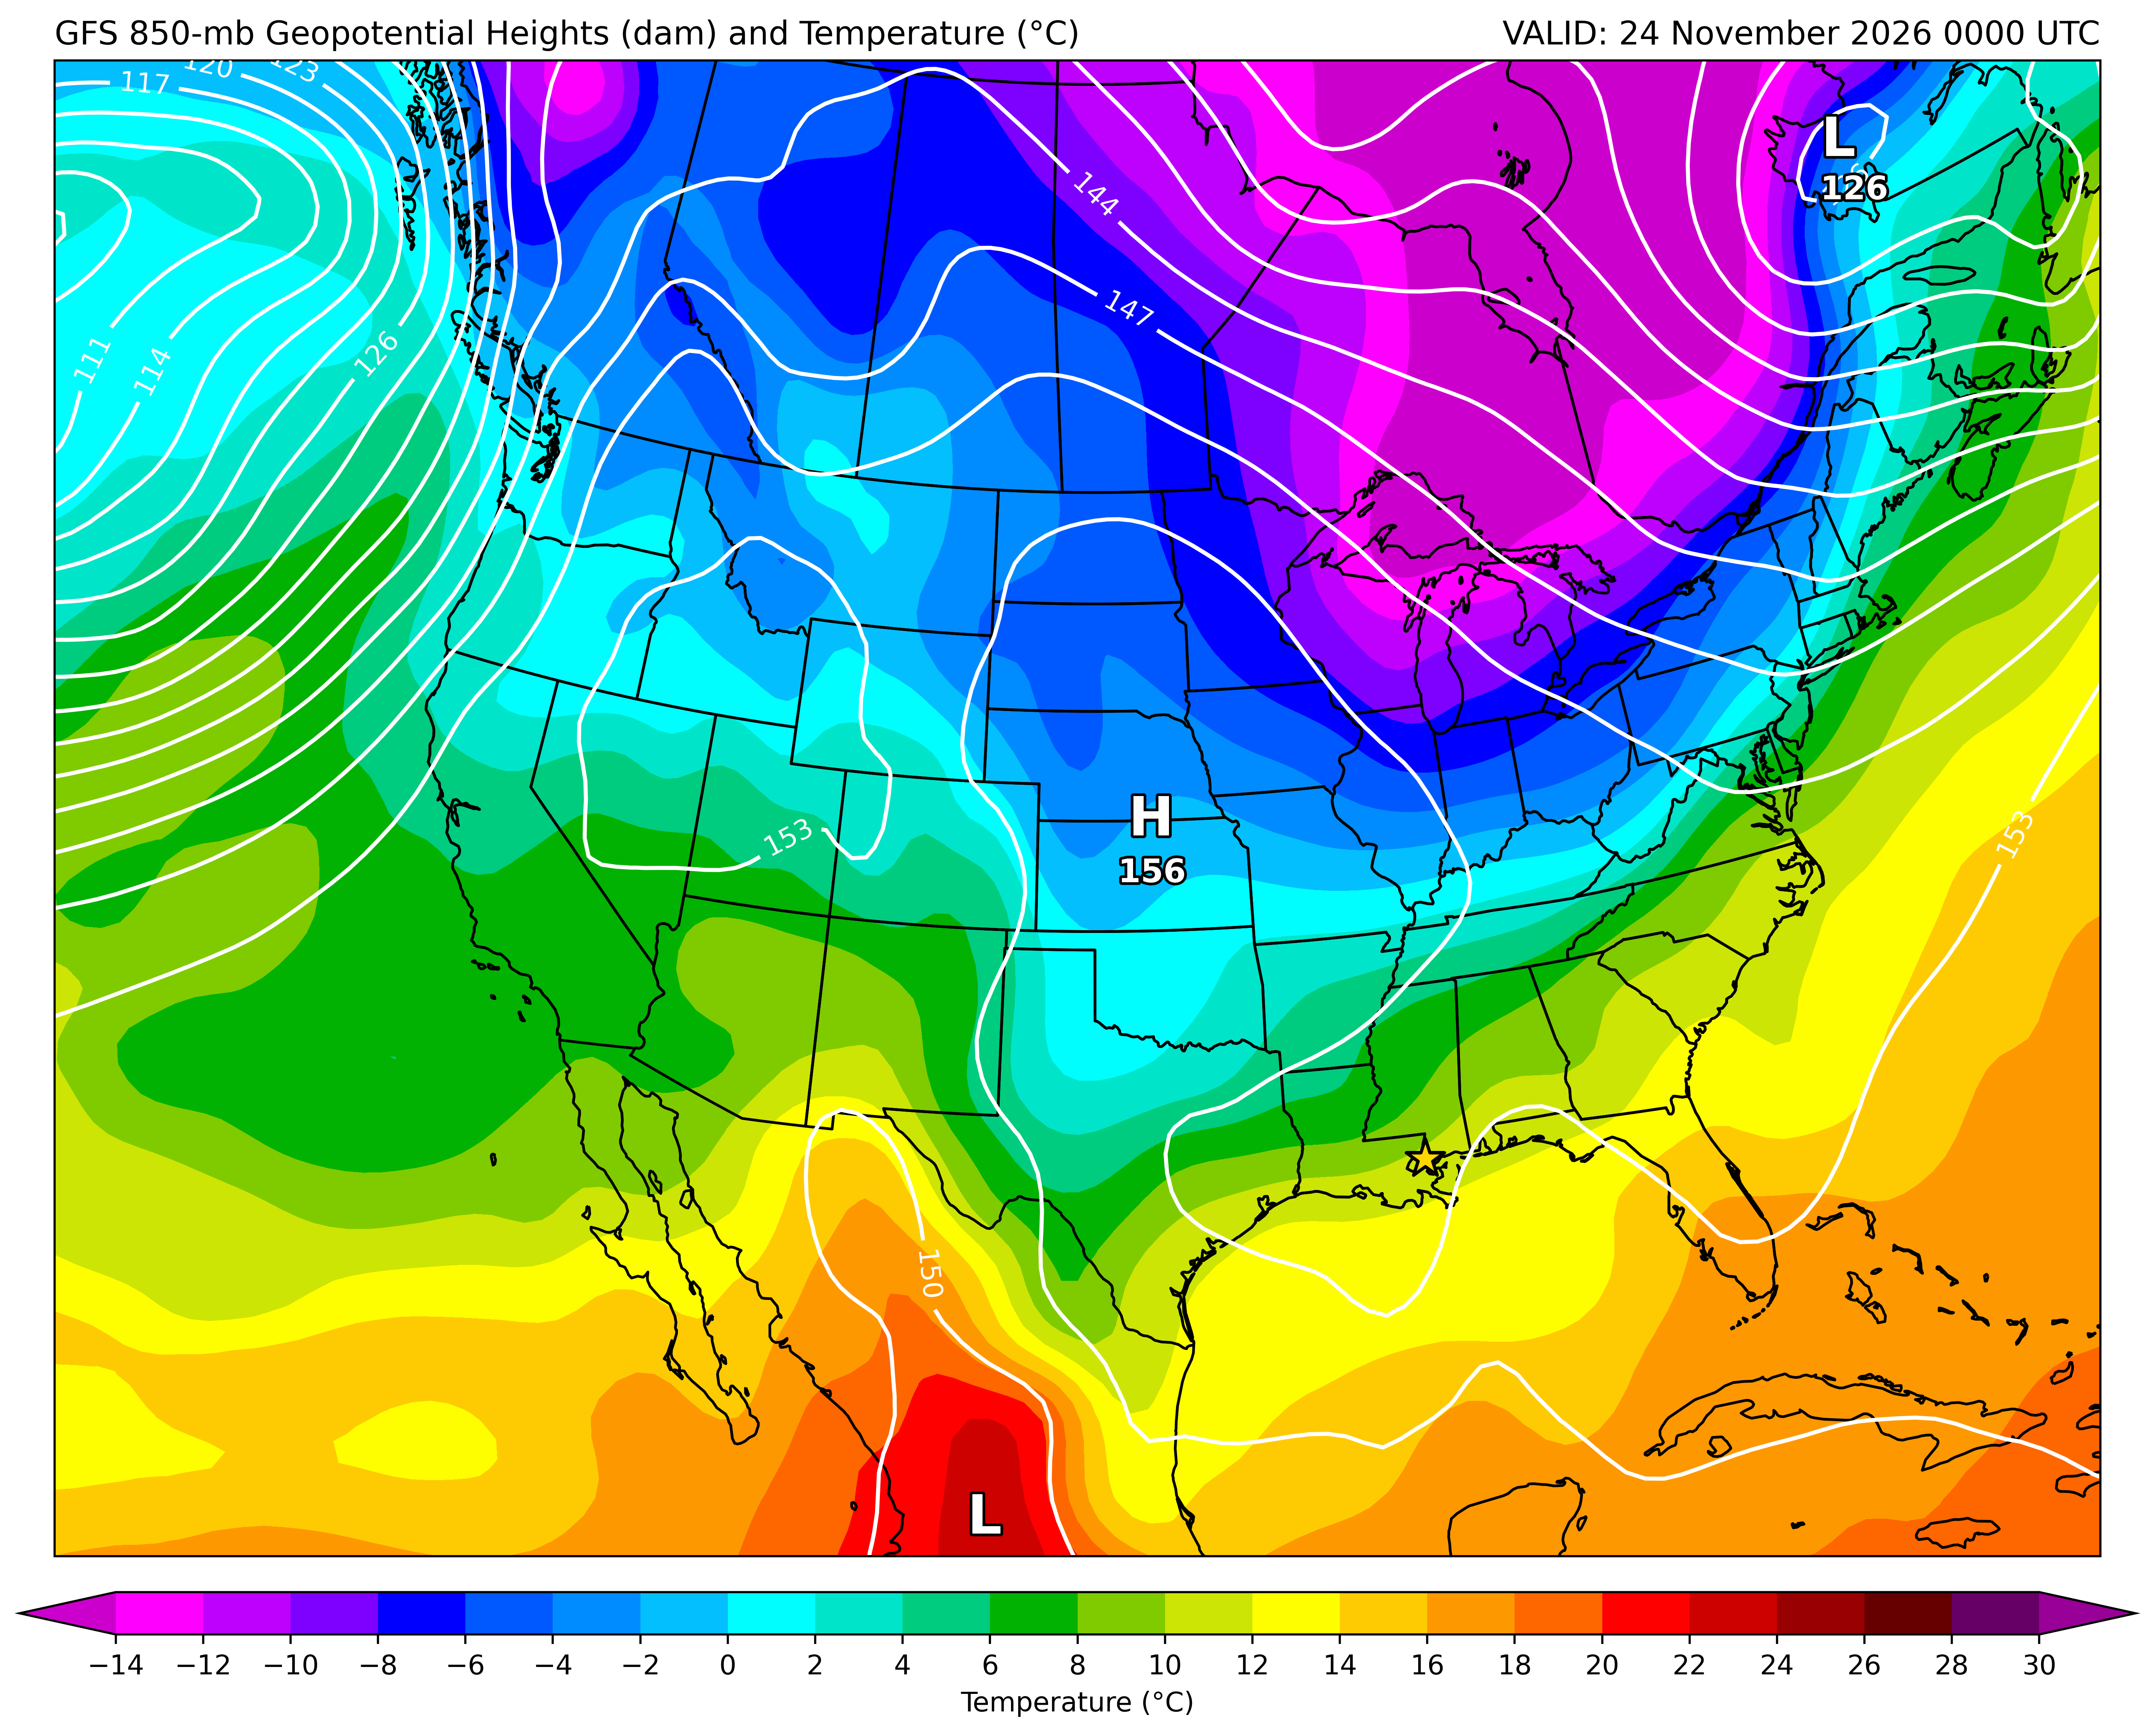 GFS 850-mb Geopotential Heights (dam) and Temperature (°C) VALID: 24 November 2026 0000 UTC
117 120 123
L
126
144
147
111 114 126
H
156
153
153
150
L
−14 −12 −10 −8 −6 −4 −2 0 2 4 6 8 10 12 14 16 18 20 22 24 26 28 30
Temperature (°C)